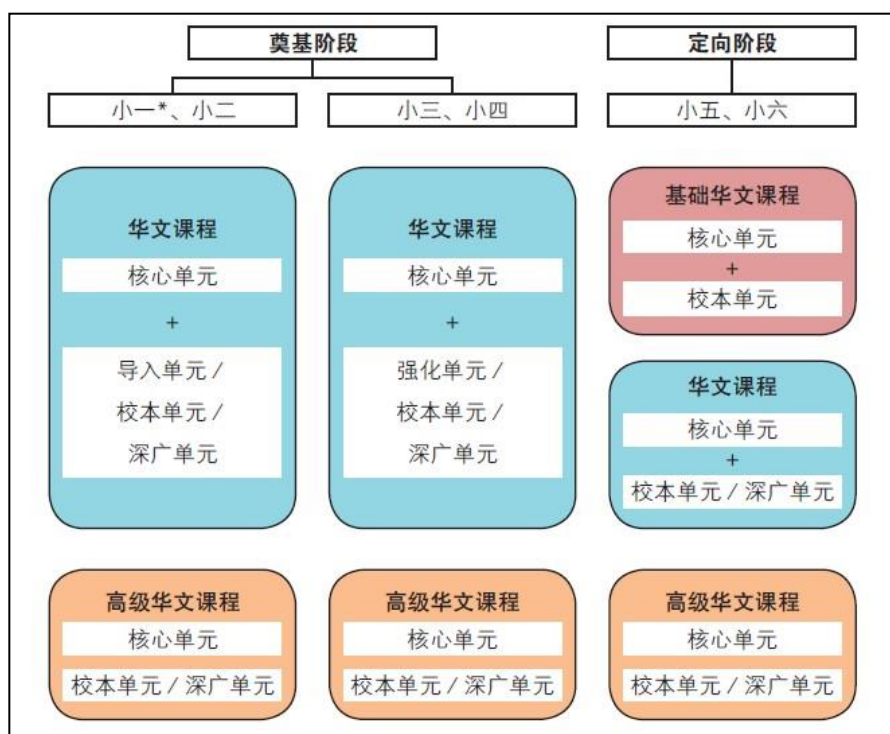 奠基阶段
定向阶段
小一*、小二
小三、小四
小五、小六
华文课程
核心单元
+
导入单元 /
校本单元 /
深广单元
华文课程
核心单元
+
强化单元 /
校本单元 /
深广单元
基础华文课程
核心单元
+
校本单元
华文课程
核心单元
+
校本单元 / 深广单元
高级华文课程
核心单元
校本单元 / 深广单元
高级华文课程
核心单元
校本单元 / 深广单元
高级华文课程
核心单元
校本单元 / 深广单元